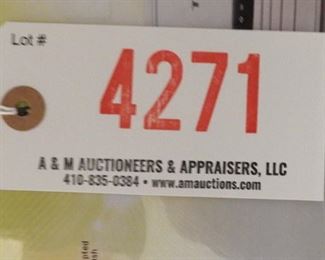 Lot #
4271
A & M AUCTIONEERS & APPRAISERS, LLC
410-835-0384 • www.amauctions.com